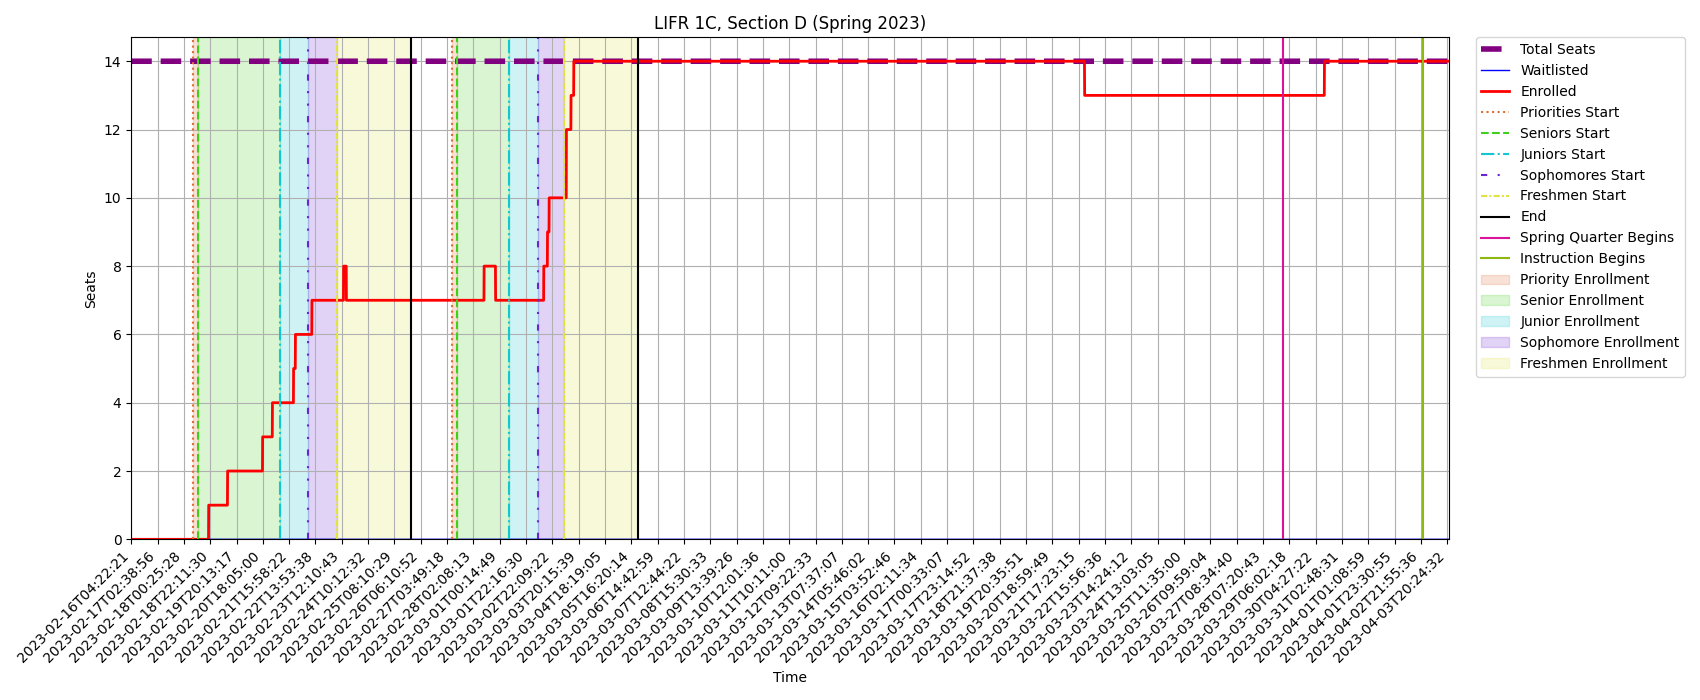 LIFR 1C, Section D (Spring 2023)
Seats
14
12
10
8
6
4
2
0
2023-02-16T04:22:21
2023-02-17T02:38:56
2023-02-18T00:25:28
2023-02-18T22:11:30
2023-02-19T20:13:17
2023-02-20T18:05:00
2023-02-21T15:58:22
2023-02-22T13:53:38
2023-02-23T12:10:43
2023-02-24T10:12:32
2023-02-25T08:10:29
2023-02-26T06:10:52
2023-02-27T03:49:18
2023-02-28T02:08:13
2023-03-01T00:14:49
2023-03-01T22:16:30
2023-03-02T22:09:22
2023-03-03T20:15:39
2023-03-04T18:19:05
2023-03-05T16:20:14
2023-03-06T14:42:59
2023-03-07T12:44:22
2023-03-08T15:30:33
2023-03-09T13:39:26
2023-03-10T12:01:36
2023-03-11T10:11:00
2023-03-12T09:22:33
2023-03-13T07:37:07
2023-03-14T05:46:02
2023-03-15T03:52:46
2023-03-16T02:11:34
2023-03-17T00:33:07
2023-03-17T23:14:52
2023-03-18T21:37:38
2023-03-19T20:35:51
2023-03-20T18:59:49
2023-03-21T17:23:15
2023-03-22T15:56:36
2023-03-23T14:24:12
2023-03-24T13:03:05
2023-03-25T11:35:00
2023-03-26T09:59:04
2023-03-27T08:34:40
2023-03-28T07:20:43
2023-03-29T06:02:18
2023-03-30T04:27:22
2023-03-31T02:48:31
2023-04-01T01:08:59
2023-04-01T23:30:55
2023-04-02T21:55:36
2023-04-03T20:24:32
Time
Total Seats
Waitlisted
Enrolled
Priorities Start
Seniors Start
Juniors Start
Sophomores Start
Freshmen Start
End
Spring Quarter Begins
Instruction Begins
Priority Enrollment
Senior Enrollment
Junior Enrollment
Sophomore Enrollment
Freshmen Enrollment